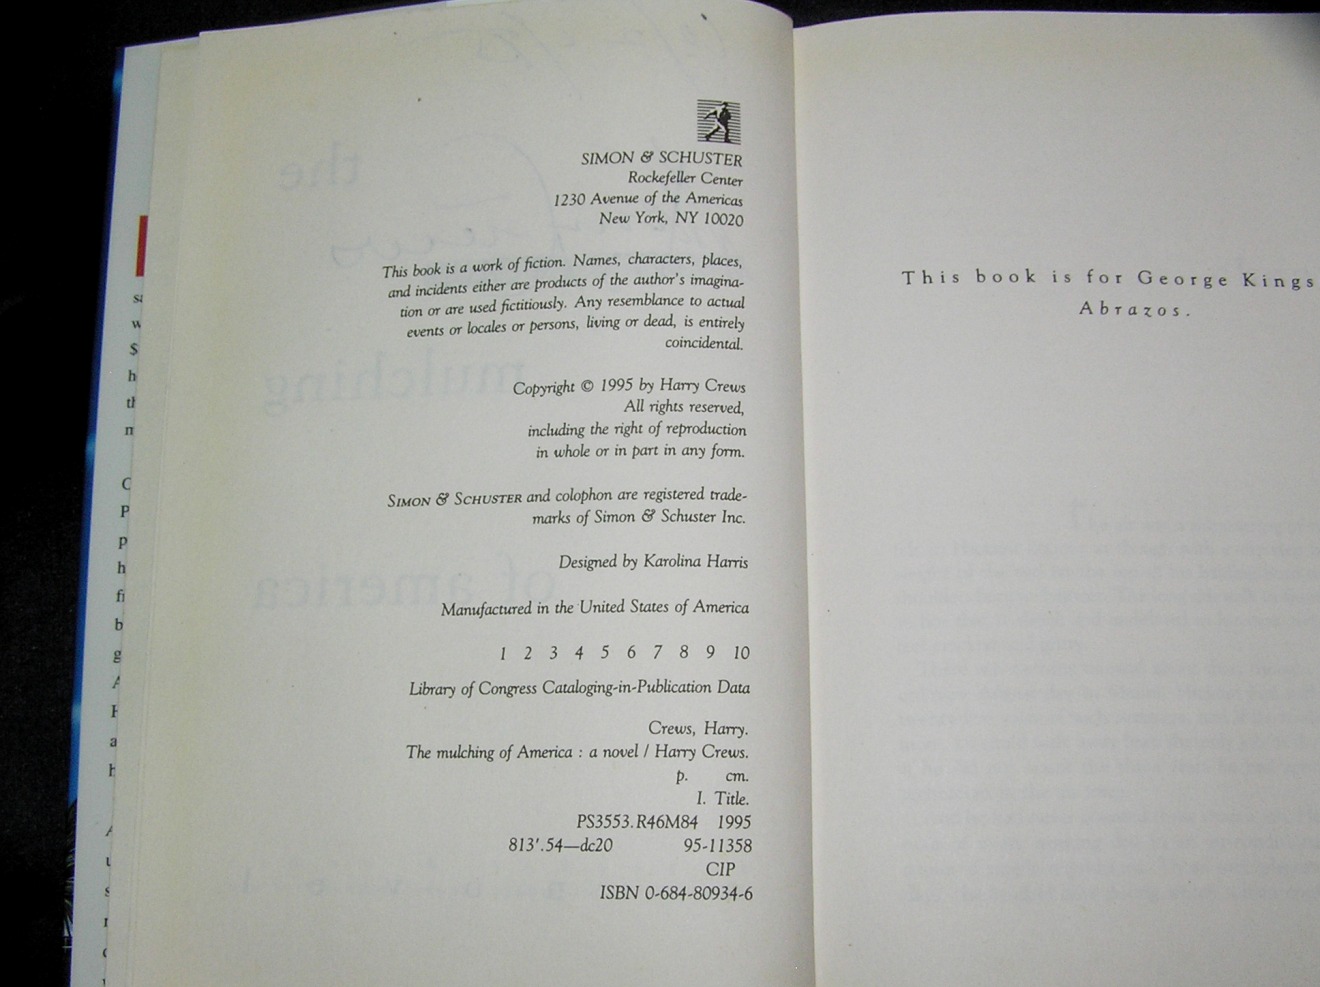 SIMON & SCHUSTER
Rockefeller Center
1230 Avenue of the Americas
New York, NY 10020
This book is a work of fiction. Names, characters, places,
and incidents either are products of the author's imagina-
tion or are used fictitiously. Any resemblance to actual
events or locales or persons, living or dead, is entirely
coincidental.
Copyright © 1995 by Harry Crews
All rights reserved,
including the right of reproduction
in whole or in part in any form.
SIMON & SCHUSTER and colophon are registered trade-
marks of Simon & Schuster Inc.
Designed by Karolina Harris
Manufactured in the United States of America
1 2 3 4 5 6 7 8 9 10
Library of Congress Cataloging-in-Publication Data
Crews, Harry.
The mulching of America : a novel / Harry Crews.
p. cm.
I. Title.
PS3553.R46M84 1995
813'.54—dc20 95-11358
CIP
ISBN 0-684-80934-6
This book is for George Kings
Abrazos.
the
mulching
of america